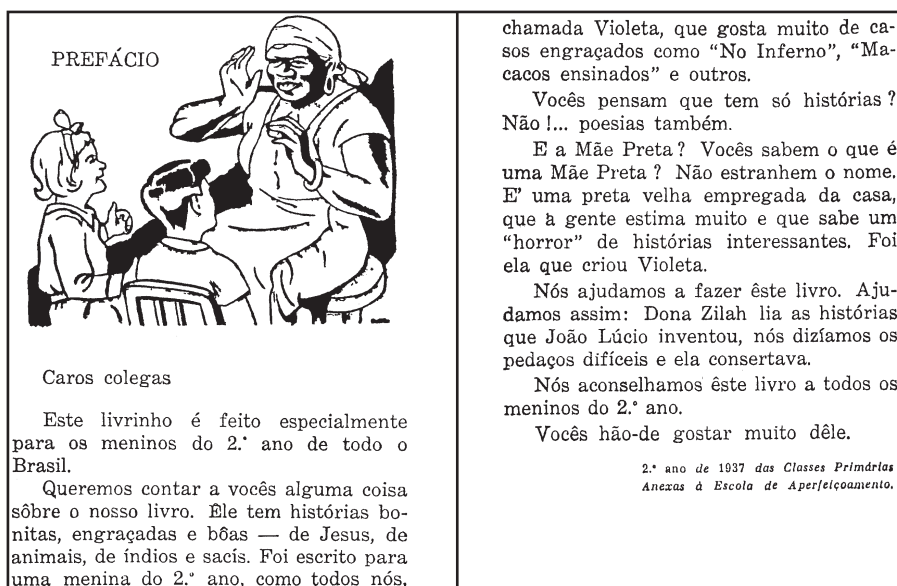 PREFÁCIO
Caros colegas
Este livrinho é feito especialmente
para os meninos do 2.° ano de todo o
Brasil.
Queremos contar a vocês alguma coisa
sôbre o nosso livro. Êle tem histórias bo-
nitas, engraçadas e bôas — de Jesus, de
animais, de índios e sacís. Foi escrito para
uma menina do 2.° ano, como todos nós,
chamada Violeta, que gosta muito de ca-
sos engraçados como “No Inferno”, “Ma-
cacos ensinados” e outros.
Vocês pensam que tem só histórias ?
Não !... poesias também.
E a Mãe Preta ? Vocês sabem o que é
uma Mãe Preta ? Não estranhem o nome.
E’ uma preta velha empregada da casa,
que à gente estima muito e que sabe um
“horror” de histórias interessantes. Foi
ela que criou Violeta.
Nós ajudamos a fazer êste livro. Aju-
damos assim: Dona Zilah lia as histórias
que João Lúcio inventou, nós dizíamos os
pedaços difíceis e ela consertava.
Nós aconselhamos êste livro a todos os
meninos do 2.° ano.
Vocês hão-de gostar muito dêle.
2.° ano de 1937 das Classes Primárias
Anexas à Escola de Aperfeiçoamento.